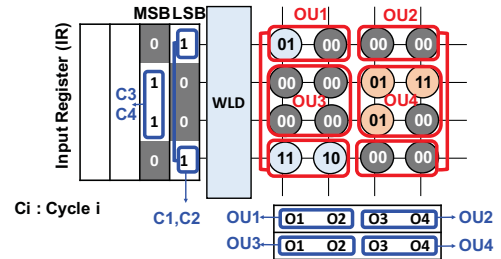 MSB LSB OU1 OU2
0 1 01 00 00 00
1 0 00 00 01 11
C3
C4
OU3 OU4
1 0 00 00 01 00
0 1 11 10 00 00
Input Register (IR)
WLD
Ci : Cycle i
C1,C2
OU1 O1 O2 O3 O4 OU2
OU3 O1 O2 O3 O4 OU4